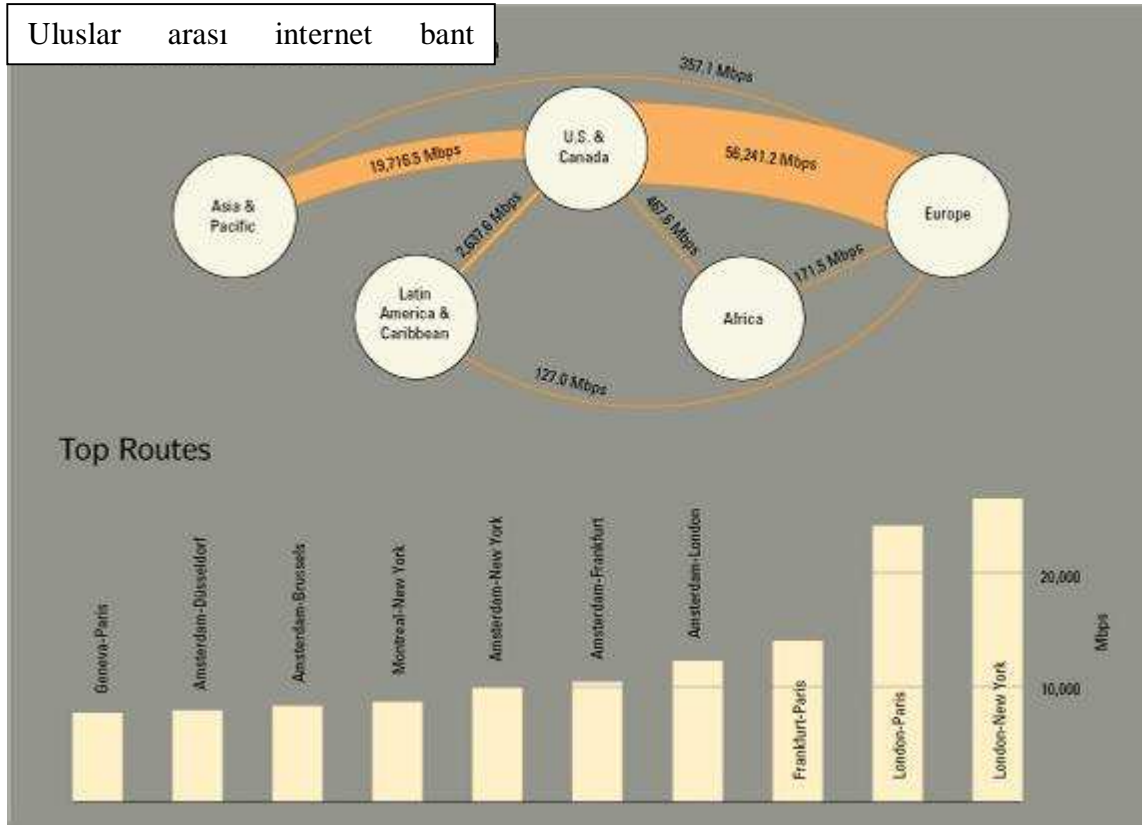 Uluslar arası internet bant
357.1 Mbps
U.S. &
Canada
19,716.5 Mbps
56,241.2 Mbps
Asia &
Pacific
Europe
2,637.6 Mbps
467.6 Mbps
171.5 Mbps
Latin
America &
Caribbean
Africa
127.0 Mbps
Top Routes
Geneva-Paris
Amsterdam-Düsseldorf
Amsterdam-Brussels
Montreal-New York
Amsterdam-New York
Amsterdam-Frankfurt
Amsterdam-London
Frankfurt-Paris
London-Paris
London-New York
20,000
10,000
Mbps